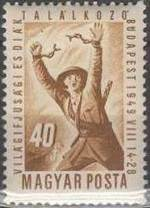 VILÁGIFJUSÁGI ÉS DIÁK
TALÁLKOZÓ
BUDAPEST 1949 VIII 14-28
40
MAGYAR POSTA